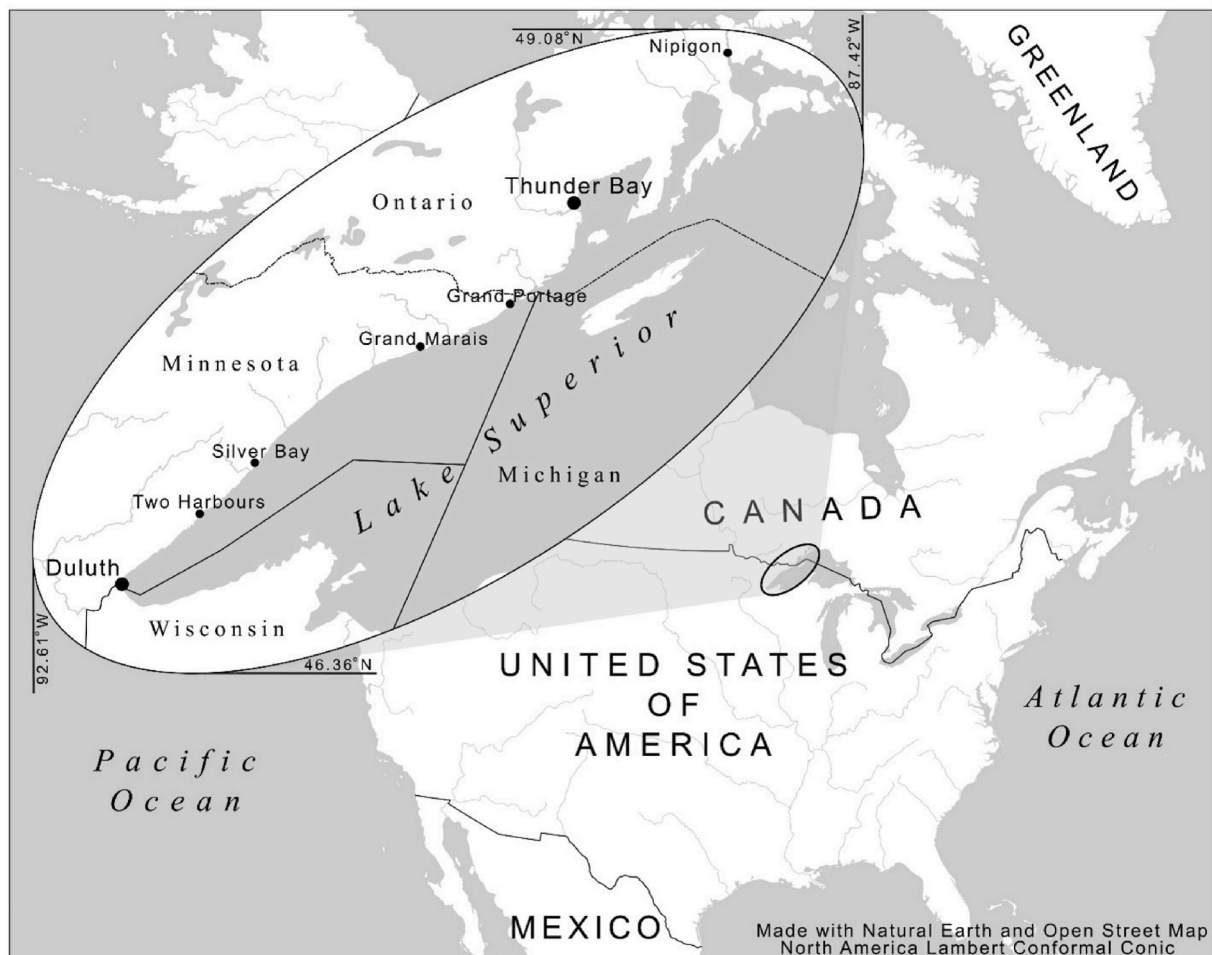 49.08°N
Nipigon
87.42°W
GREENLAND
Thunder Bay
Ontario
Grand Portage
Grand Marais
Minnesota
Lake Superior
Silver Bay
Michigan
Two Harbours
CANADA
Duluth
Wisconsin
92.61°W
46.36°N
UNITED STATES
OF
AMERICA
Atlantic
Ocean
Pacific
Ocean
MEXICO
Made with Natural Earth and Open Street Map
North America Lambert Conformal Conic